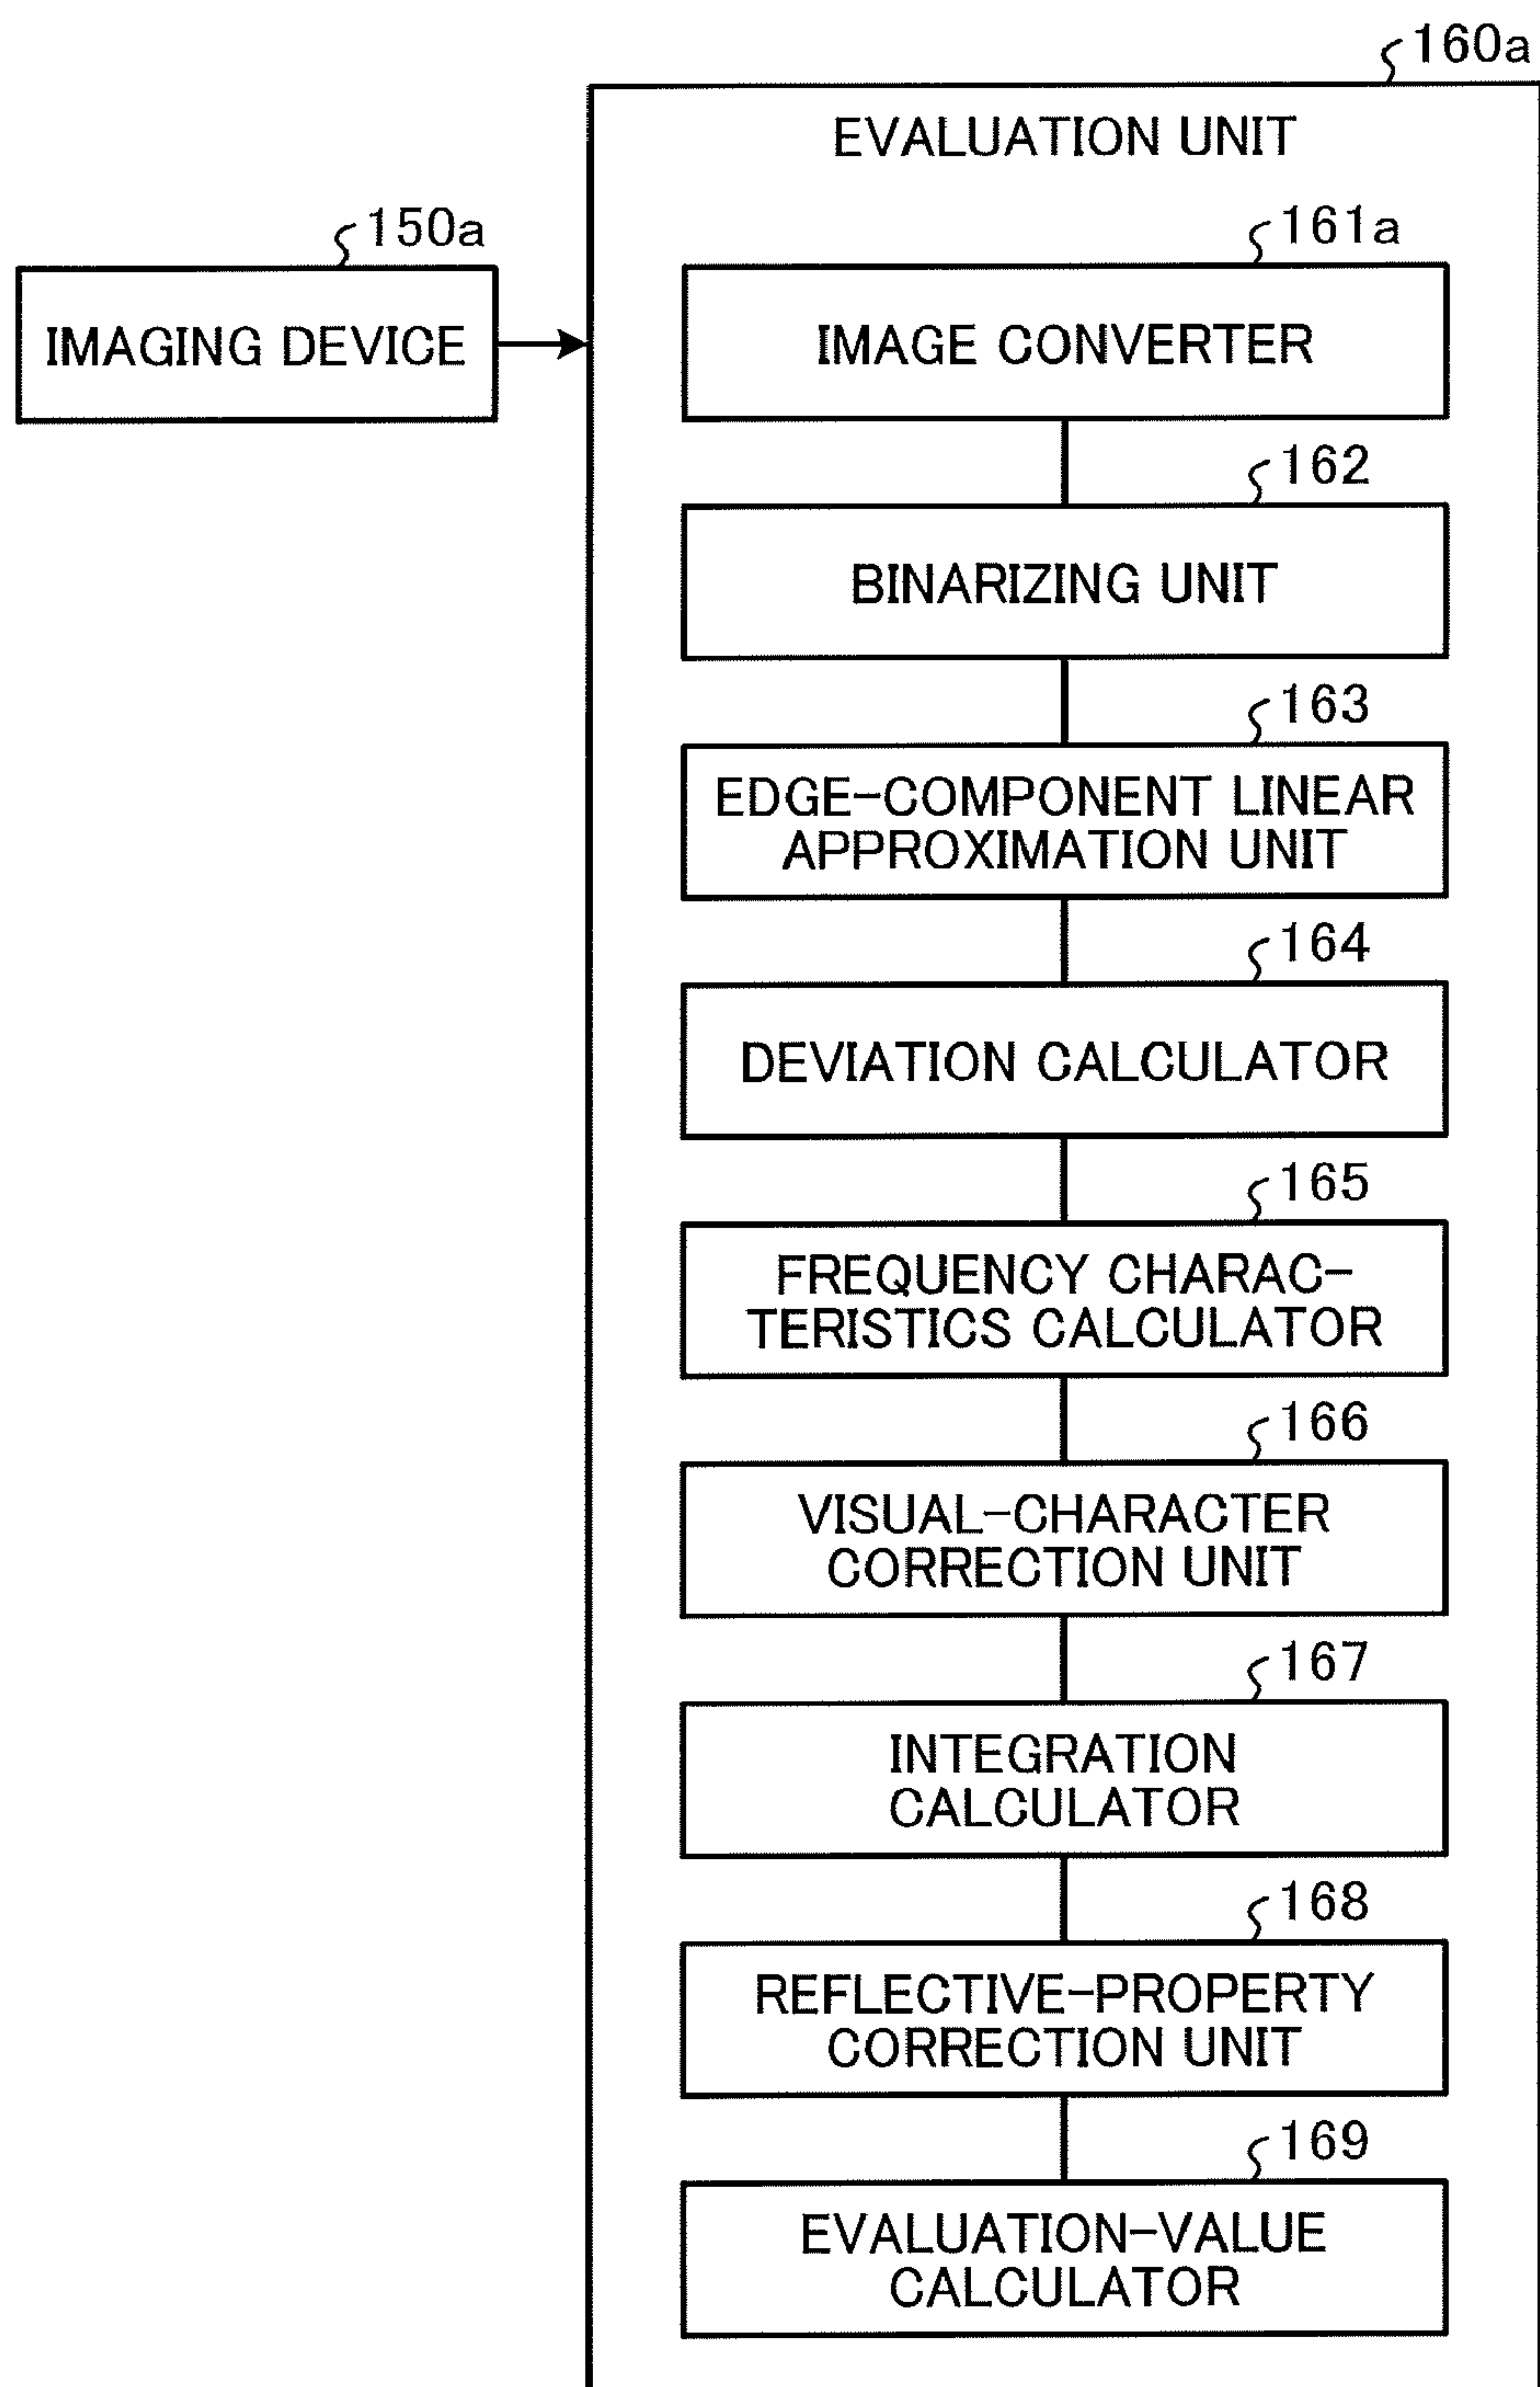 160a
EVALUATION UNIT
150a
IMAGING DEVICE
161a
IMAGE CONVERTER
162
BINARIZING UNIT
163
EDGE-COMPONENT LINEAR
APPROXIMATION UNIT
164
DEVIATION CALCULATOR
165
FREQUENCY CHARAC-
TERISTICS CALCULATOR
166
VISUAL-CHARACTER
CORRECTION UNIT
167
INTEGRATION
CALCULATOR
168
REFLECTIVE-PROPERTY
CORRECTION UNIT
169
EVALUATION-VALUE
CALCULATOR